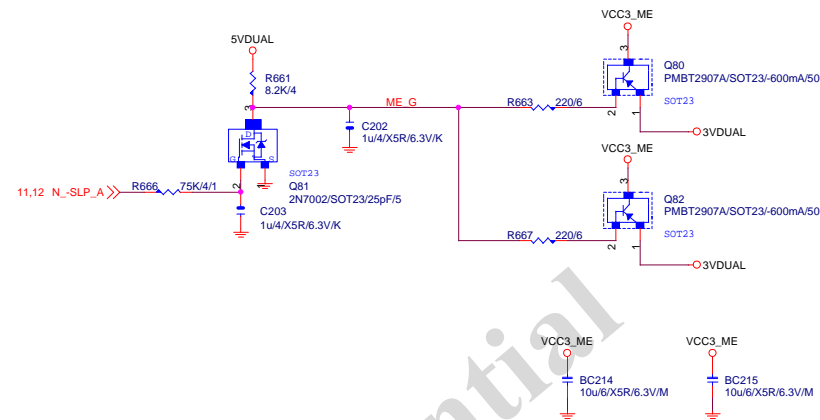 VCC3_ME
5VDUAL
3
Q80
PMBT2907A/SOT23/-600mA/50
R661
8.2K/4
SOT23
3
ME_G
R663 220/6
2
1
3VDUAL
D
C202
1u/4/X5R/6.3V/K
G
S
VCC3_ME
SOT23
3
11,12 N_-SLP_A
R666 75K/4/1
2
1
Q81
2N7002/SOT23/25pF/5
Q82
PMBT2907A/SOT23/-600mA/50
C203
1u/4/X5R/6.3V/K
SOT23
R667 220/6
2
1
3VDUAL
VCC3_ME
VCC3_ME
BC214
10u/6/X5R/6.3V/M
BC215
10u/6/X5R/6.3V/M
ntial